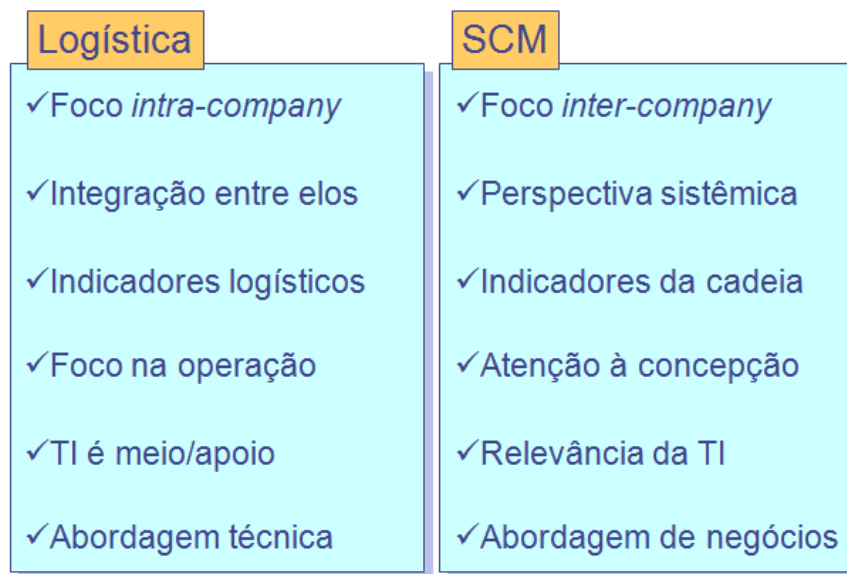 Logística
✓Foco intra-company
✓Integração entre elos
✓Indicadores logísticos
✓Foco na operação
✓TI é meio/apoio
✓Abordagem técnica
SCM
✓Foco inter-company
✓Perspectiva sistêmica
✓Indicadores da cadeia
✓Atenção à concepção
✓Relevância da TI
✓Abordagem de negócios